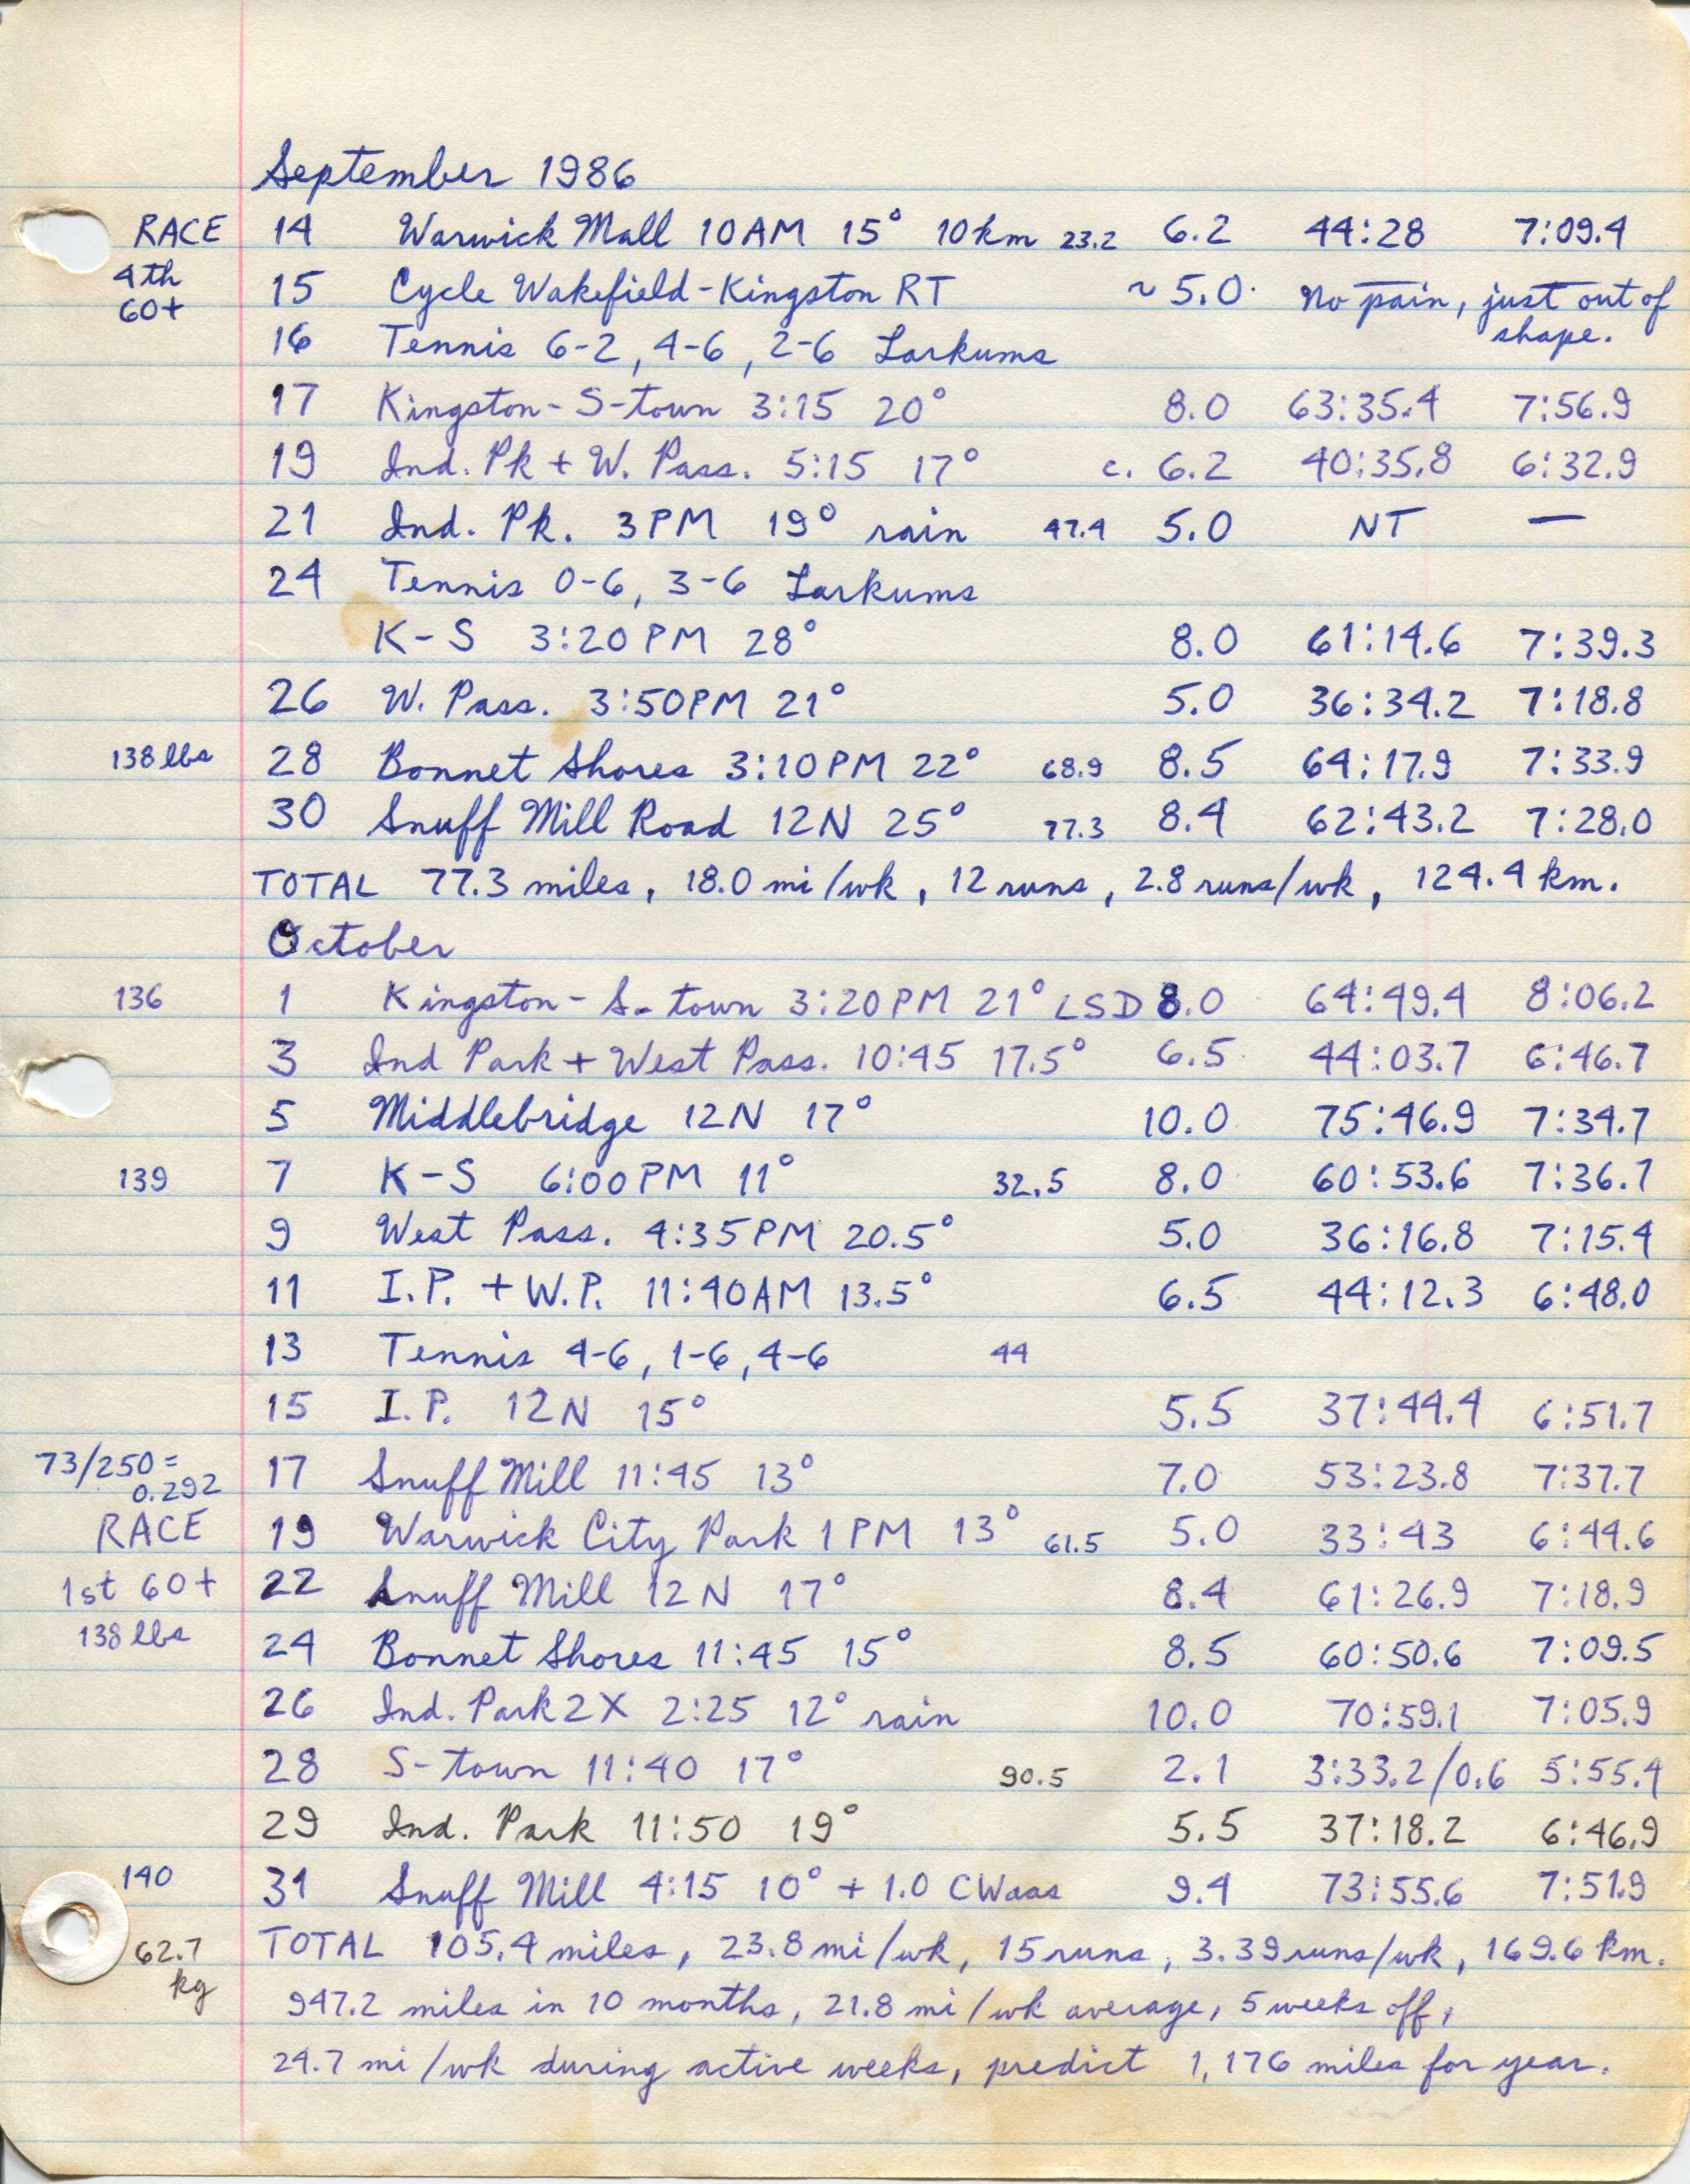 September 1986
RACE 14 Warwick Mall 10AM 15° 10km 23.2 6.2 44:28 7:09.4
4th
60+
15 Cycle Wakefield-Kingston RT ~5.0 No pain, just out of
shape.
16 Tennis 6-2, 4-6, 2-6 Larkums
17 Kingston-S-town 3:15 20° 8.0 63:35.4 7:56.9
19 Ind. Pk + W. Pass. 5:15 17° c. 6.2 40:35.8 6:32.9
21 Ind. Pk. 3PM 19° rain 47.4 5.0 NT —
24 Tennis 0-6, 3-6 Larkums
K-S 3:20PM 28° 8.0 61:14.6 7:39.3
26 W. Pass. 3:50PM 21° 5.0 36:34.2 7:18.8
138 lbs 28 Bonnet Shores 3:10PM 22° 68.9 8.5 64:17.9 7:33.9
30 Snuff Mill Road 12N 25° 77.3 8.4 62:43.2 7:28.0
TOTAL 77.3 miles, 18.0 mi/wk, 12 runs, 2.8 runs/wk, 124.4 km.
October
136 1 Kingston-S-town 3:20PM 21° LSD 8.0 64:49.4 8:06.2
3 Ind Park + West Pass. 10:45 17.5° 6.5 44:03.7 6:46.7
5 Middlebridge 12N 17° 10.0 75:46.9 7:34.7
139 7 K-S 6:00PM 11° 32.5 8.0 60:53.6 7:36.7
9 West Pass. 4:35PM 20.5° 5.0 36:16.8 7:15.4
11 I.P. + W.P. 11:40AM 13.5° 6.5 44:12.3 6:48.0
13 Tennis 4-6, 1-6, 4-6 44
15 I.P. 12N 15° 5.5 37:44.4 6:51.7
73/250 =
0.292
17 Snuff Mill 11:45 13° 7.0 53:23.8 7:37.7
RACE 19 Warwick City Park 1PM 13° 61.5 5.0 33:43 6:44.6
1st 60+ 22 Snuff Mill 12N 17° 8.4 61:26.9 7:18.9
138 lbs 24 Bonnet Shores 11:45 15° 8.5 60:50.6 7:09.5
26 Ind. Park 2X 2:25 12° rain 10.0 70:59.1 7:05.9
28 S-town 11:40 17° 90.5 2.1 3:33.2/0.6 5:55.4
29 Ind. Park 11:50 19° 5.5 37:18.2 6:46.9
140 31 Snuff Mill 4:15 10° + 1.0 CWaas 9.4 73:55.6 7:51.9
TOTAL 105.4 miles, 23.8 mi/wk, 15 runs, 3.39 runs/wk, 169.6 km.
62.7
kg
947.2 miles in 10 months, 21.8 mi/wk average, 5 weeks off,
24.7 mi/wk during active weeks, predict 1,176 miles for year.